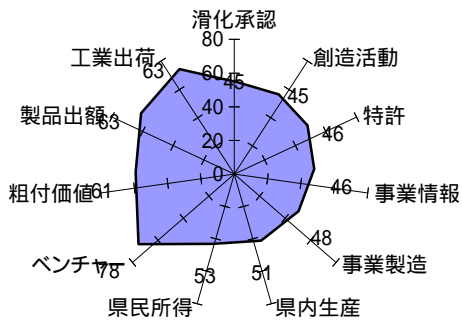 滑化承認
80
60
40
20
0
創造活動
45
特許
46
事業情報
46
事業製造
48
県内生産
51
県民所得
53
ベンチャー
78
粗付価値
61
製品出額
63
工業出荷
63
45